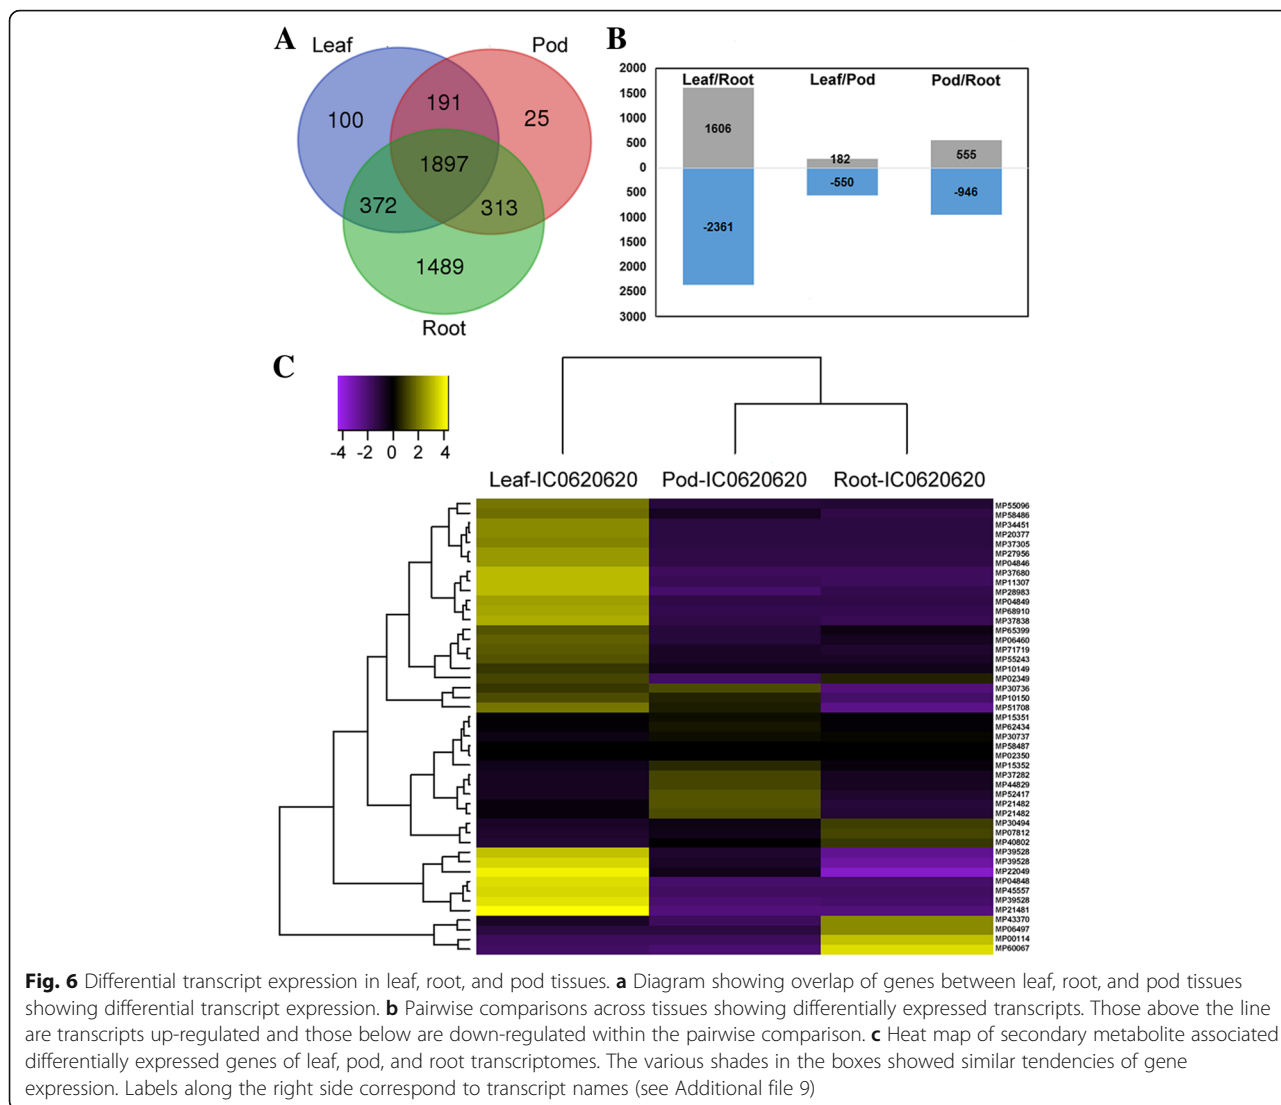 A
Leaf
Pod
100
191
25
1897
372
313
1489
Root
B
2000
1500
1000
500
0
500
1000
1500
2000
2500
3000
Leaf/Root
Leaf/Pod
Pod/Root
1606
182
555
-2361
-550
-946
C
-4 -2 0 2 4
Leaf-IC0620620 Pod-IC0620620 Root-IC0620620
MP55096
MP58486
MP34451
MP20377
MP37305
MP27956
MP04846
MP37680
MP11307
MP28983
MP04849
MP68910
MP37838
MP65399
MP06460
MP71719
MP55243
MP10149
MP02349
MP30736
MP10150
MP51708
MP15351
MP62434
MP30737
MP58487
MP02350
MP15352
MP37282
MP44829
MP52417
MP21482
MP21482
MP30494
MP07812
MP40802
MP39528
MP39528
MP22049
MP04848
MP45557
MP39528
MP21481
MP43370
MP06497
MP00114
MP60067
Fig. 6 Differential transcript expression in leaf, root, and pod tissues. a Diagram showing overlap of genes between leaf, root, and pod tissues
showing differential transcript expression. b Pairwise comparisons across tissues showing differentially expressed transcripts. Those above the line
are transcripts up-regulated and those below are down-regulated within the pairwise comparison. c Heat map of secondary metabolite associated
differentially expressed genes of leaf, pod, and root transcriptomes. The various shades in the boxes showed similar tendencies of gene
expression. Labels along the right side correspond to transcript names (see Additional file 9)